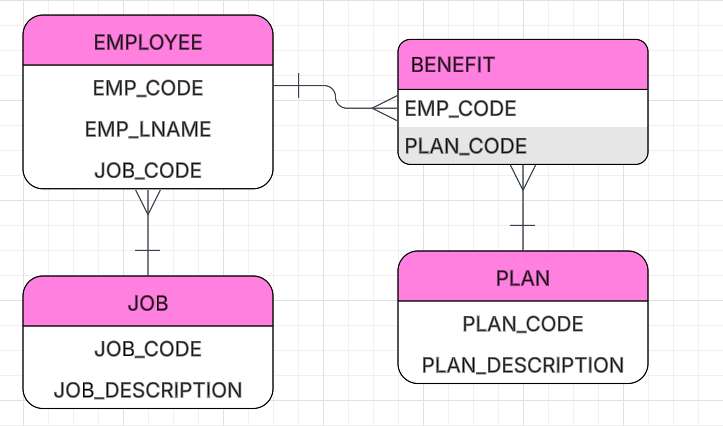 EMPLOYEE
EMP_CODE
EMP_LNAME
JOB_CODE
BENEFIT
EMP_CODE
PLAN_CODE
JOB
JOB_CODE
JOB_DESCRIPTION
PLAN
PLAN_CODE
PLAN_DESCRIPTION